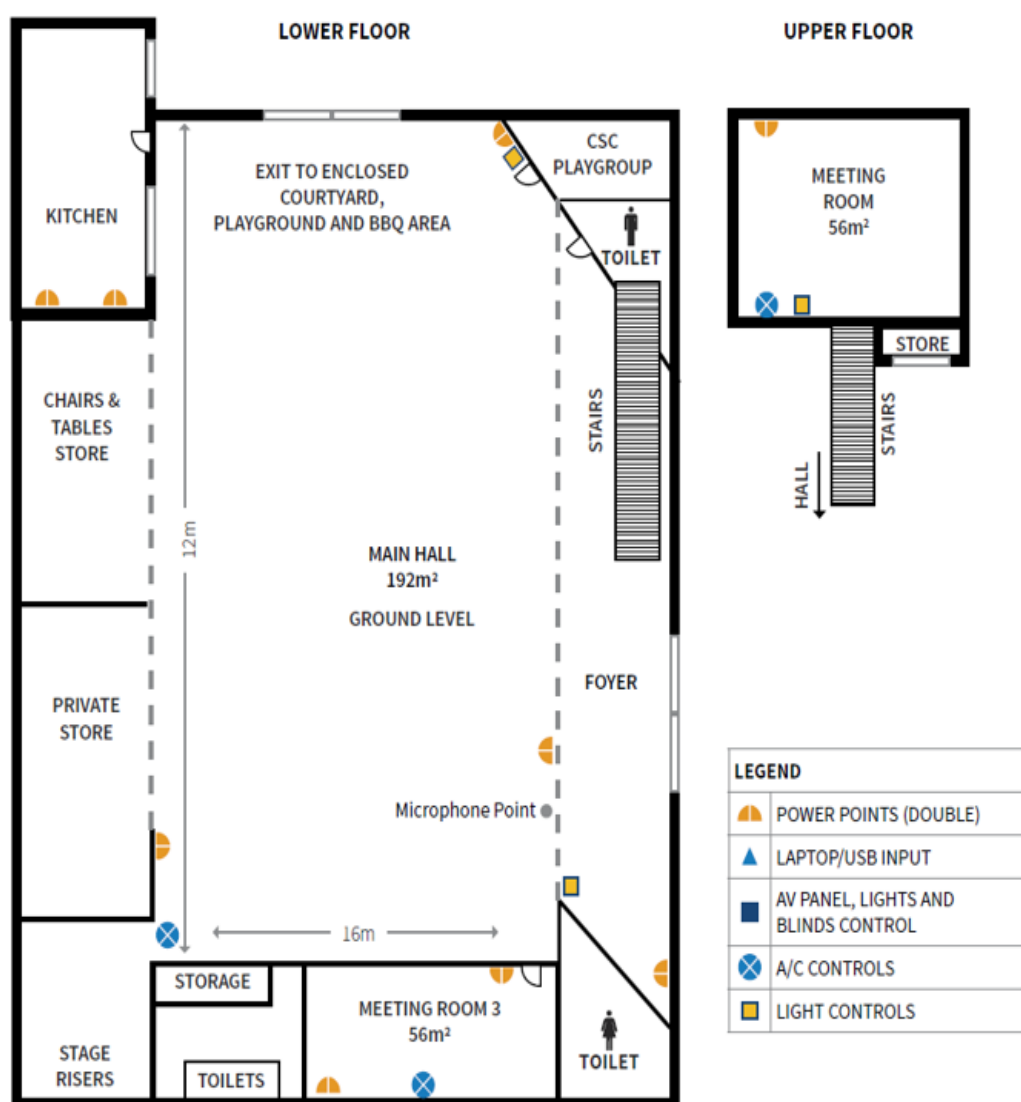 LOWER FLOOR
UPPER FLOOR
CSC
PLAYGROUP
EXIT TO ENCLOSED
COURTYARD,
PLAYGROUND AND BBQ AREA
KITCHEN
TOILET
MEETING
ROOM
56m²
STORE
STAIRS
HALL
CHAIRS &
TABLES
STORE
STAIRS
12m
MAIN HALL
192m²
GROUND LEVEL
PRIVATE
STORE
FOYER
Microphone Point
16m
STORAGE
MEETING ROOM 3
56m²
STAGE
RISERS
TOILETS
TOILET
LEGEND
POWER POINTS (DOUBLE)
LAPTOP/USB INPUT
AV PANEL, LIGHTS AND
BLINDS CONTROL
A/C CONTROLS
LIGHT CONTROLS